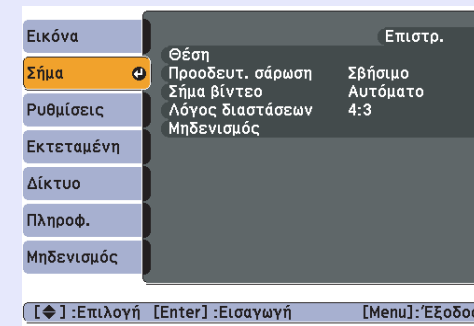 Εικόνα
Σήμα
Ρυθμίσεις
Εκτεταμένη
Δίκτυο
Πληροφ.
Μηδενισμός
Επιστρ.
Θέση
Προοδευτ. σάρωση Σβήσιμο
Σήμα βίντεο Αυτόματο
Λόγος διαστάσεων 4:3
Μηδενισμός
[◆] :Επιλογή [Enter] :Εισαγωγή [Menu]:Έξοδο